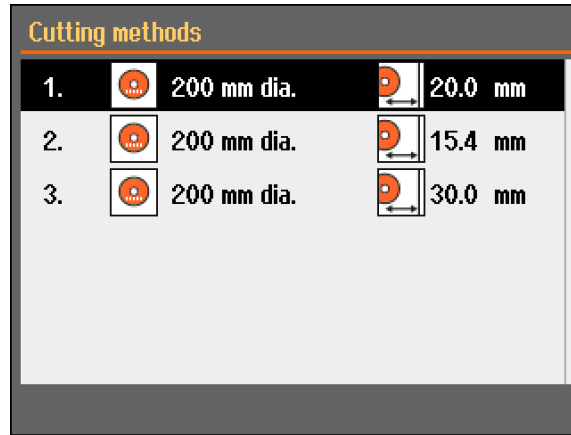 Cutting methods
1. 200 mm dia. 20.0 mm
2. 200 mm dia. 15.4 mm
3. 200 mm dia. 30.0 mm